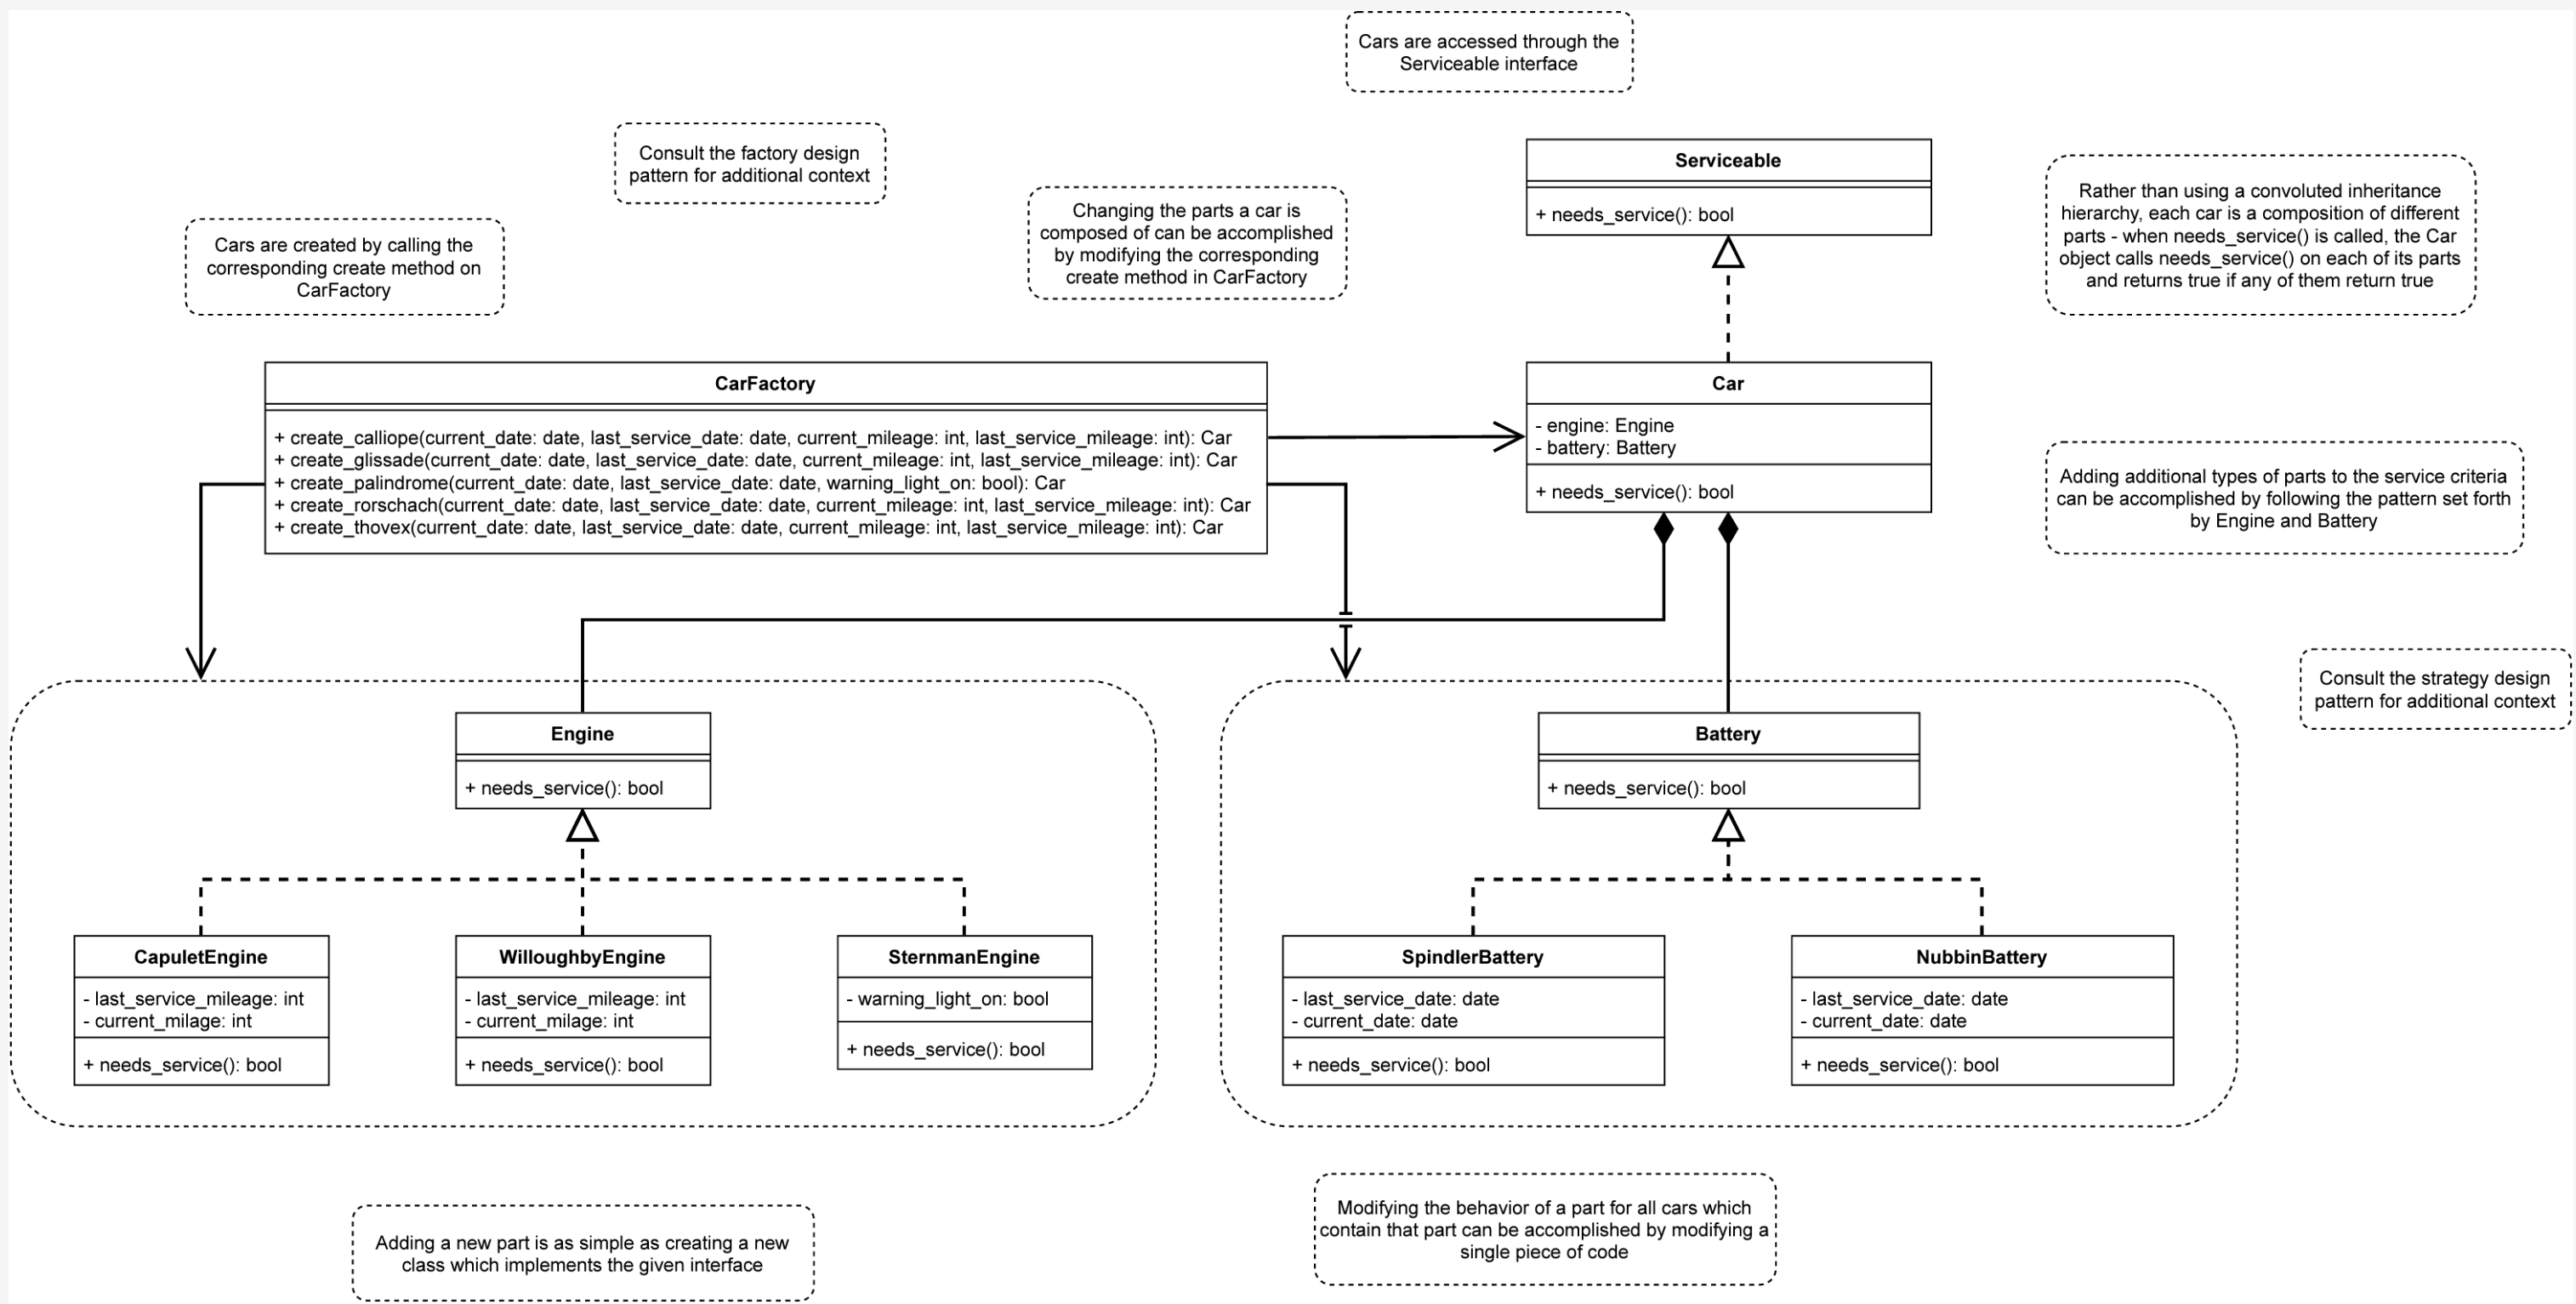 Cars are accessed through the
Serviceable interface
Consult the factory design
pattern for additional context
Cars are created by calling the
corresponding create method on
CarFactory
Changing the parts a car is
composed of can be accomplished
by modifying the corresponding
create method in CarFactory
Serviceable
+ needs_service(): bool
Rather than using a convoluted inheritance
hierarchy, each car is a composition of different
parts - when needs_service() is called, the Car
object calls needs_service() on each of its parts
and returns true if any of them return true
CarFactory
+ create_calliope(current_date: date, last_service_date: date, current_mileage: int, last_service_mileage: int): Car
+ create_glissade(current_date: date, last_service_date: date, current_mileage: int, last_service_mileage: int): Car
+ create_palindrome(current_date: date, last_service_date: date, warning_light_on: bool): Car
+ create_rorschach(current_date: date, last_service_date: date, current_mileage: int, last_service_mileage: int): Car
+ create_thovex(current_date: date, last_service_date: date, current_mileage: int, last_service_mileage: int): Car
Car
- engine: Engine
- battery: Battery
+ needs_service(): bool
Adding additional types of parts to the service criteria
can be accomplished by following the pattern set forth
by Engine and Battery
Consult the strategy design
pattern for additional context
Engine
+ needs_service(): bool
Battery
+ needs_service(): bool
CapuletEngine
- last_service_mileage: int
- current_milage: int
+ needs_service(): bool
WilloughbyEngine
- last_service_mileage: int
- current_milage: int
+ needs_service(): bool
SternmanEngine
- warning_light_on: bool
+ needs_service(): bool
SpindlerBattery
- last_service_date: date
- current_date: date
+ needs_service(): bool
NubbinBattery
- last_service_date: date
- current_date: date
+ needs_service(): bool
Adding a new part is as simple as creating a new
class which implements the given interface
Modifying the behavior of a part for all cars which
contain that part can be accomplished by modifying a
single piece of code